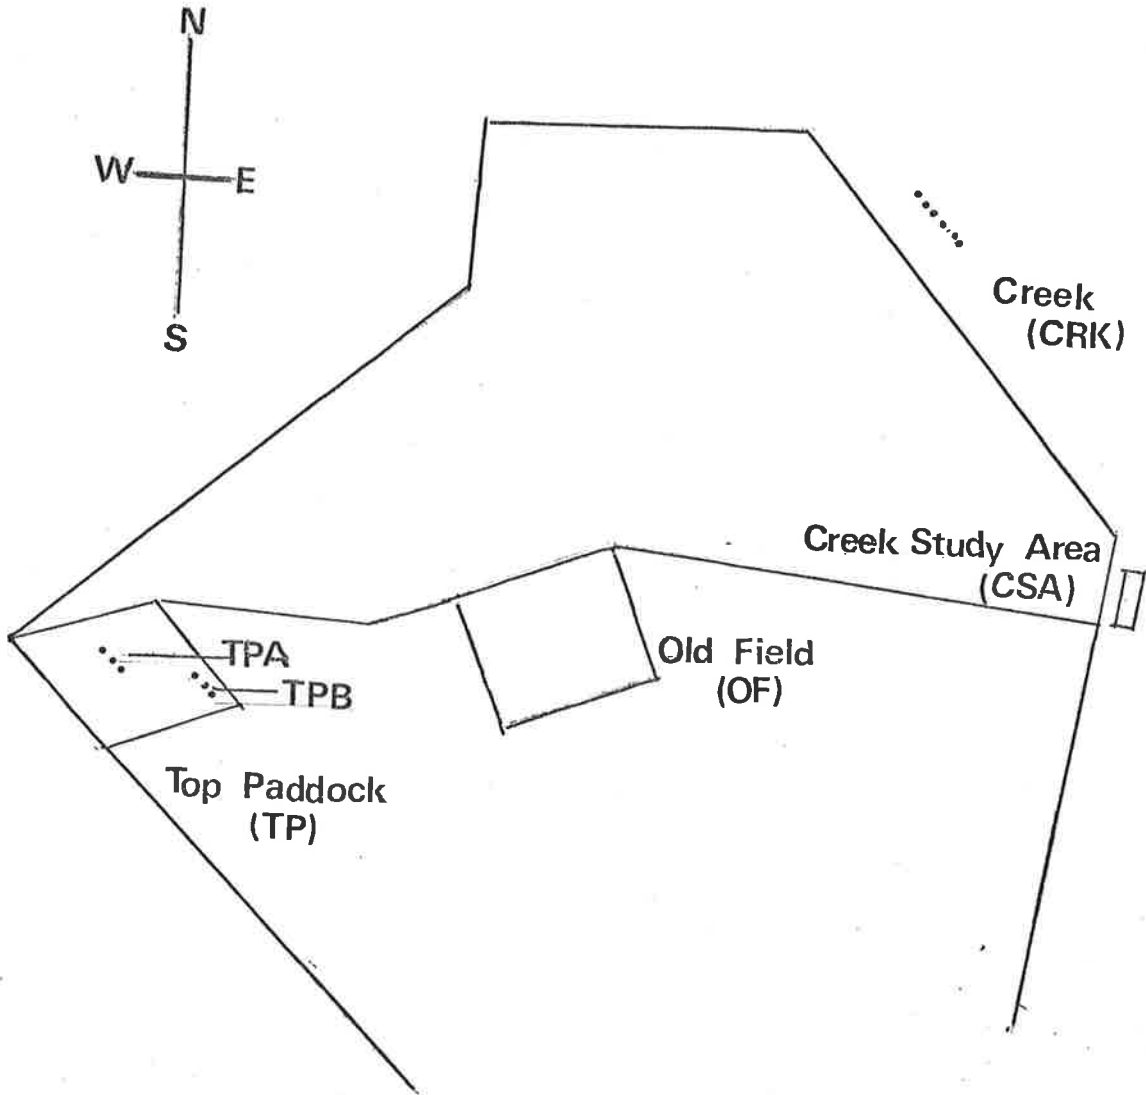 N
W E
S
Creek
(CRK)
Creek Study Area
(CSA)
TPA
TPB
Old Field
(OF)
Top Paddock
(TP)